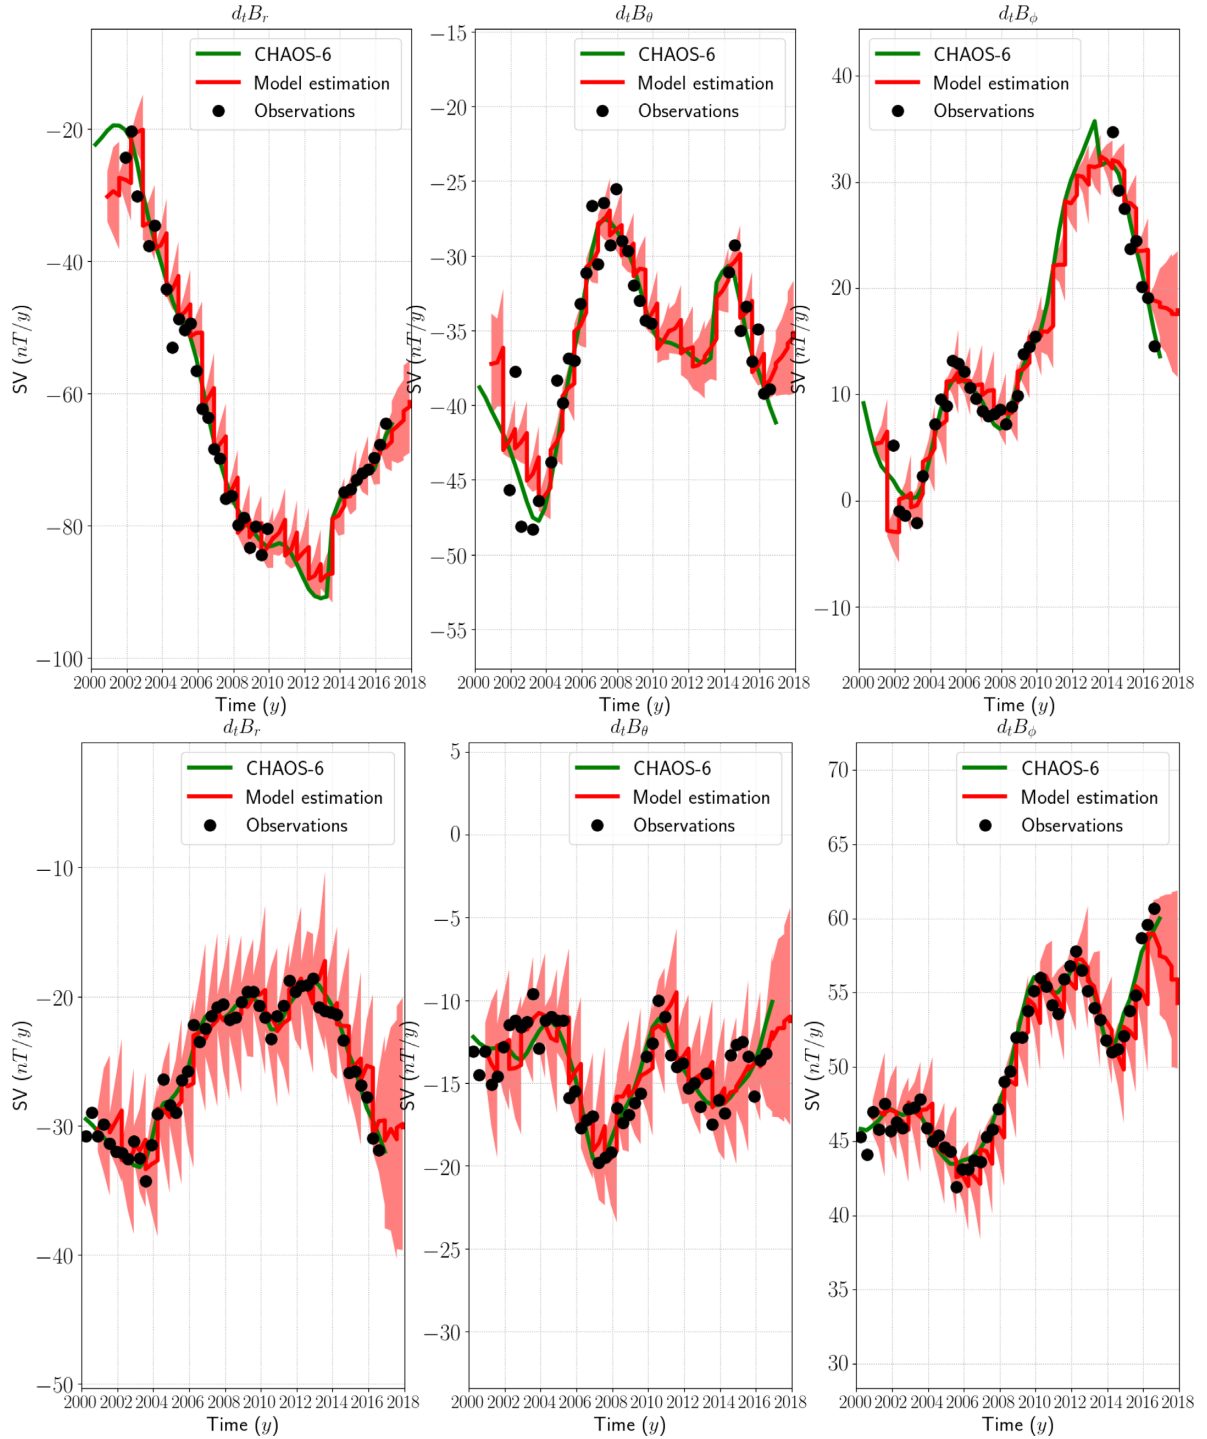 $d_tB_r$
CHAOS-6
Model estimation
Observations
SV ($nT/y$)
−20
−40
−60
−80
−100
2000 2002 2004 2006 2008 2010 2012 2014 2016 2018
Time ($y$)
$d_tB_\theta$
CHAOS-6
Model estimation
Observations
SV ($nT/y$)
−15
−20
−25
−30
−35
−40
−45
−50
−55
2000 2002 2004 2006 2008 2010 2012 2014 2016 2018
Time ($y$)
$d_tB_\phi$
CHAOS-6
Model estimation
Observations
SV ($nT/y$)
40
30
20
10
0
−10
2000 2002 2004 2006 2008 2010 2012 2014 2016 2018
Time ($y$)
$d_tB_r$
CHAOS-6
Model estimation
Observations
SV ($nT/y$)
−10
−20
−30
−40
−50
2000 2002 2004 2006 2008 2010 2012 2014 2016 2018
Time ($y$)
$d_tB_\theta$
CHAOS-6
Model estimation
Observations
SV ($nT/y$)
5
0
−5
−10
−15
−20
−25
−30
2000 2002 2004 2006 2008 2010 2012 2014 2016 2018
Time ($y$)
$d_tB_\phi$
CHAOS-6
Model estimation
Observations
SV ($nT/y$)
70
65
60
55
50
45
40
35
30
2000 2002 2004 2006 2008 2010 2012 2014 2016 2018
Time ($y$)